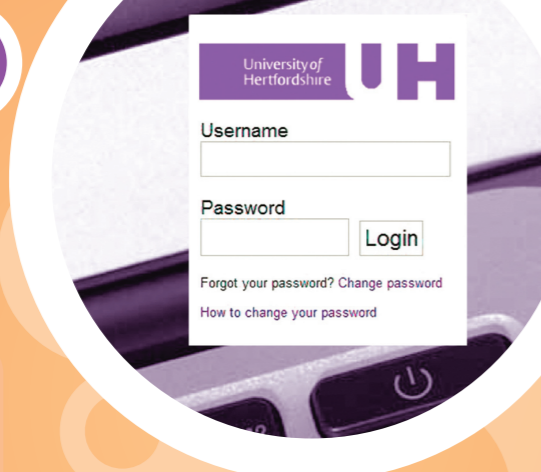 University of
Hertfordshire
UH
Username
Password
Login
Forgot your password? Change password
How to change your password